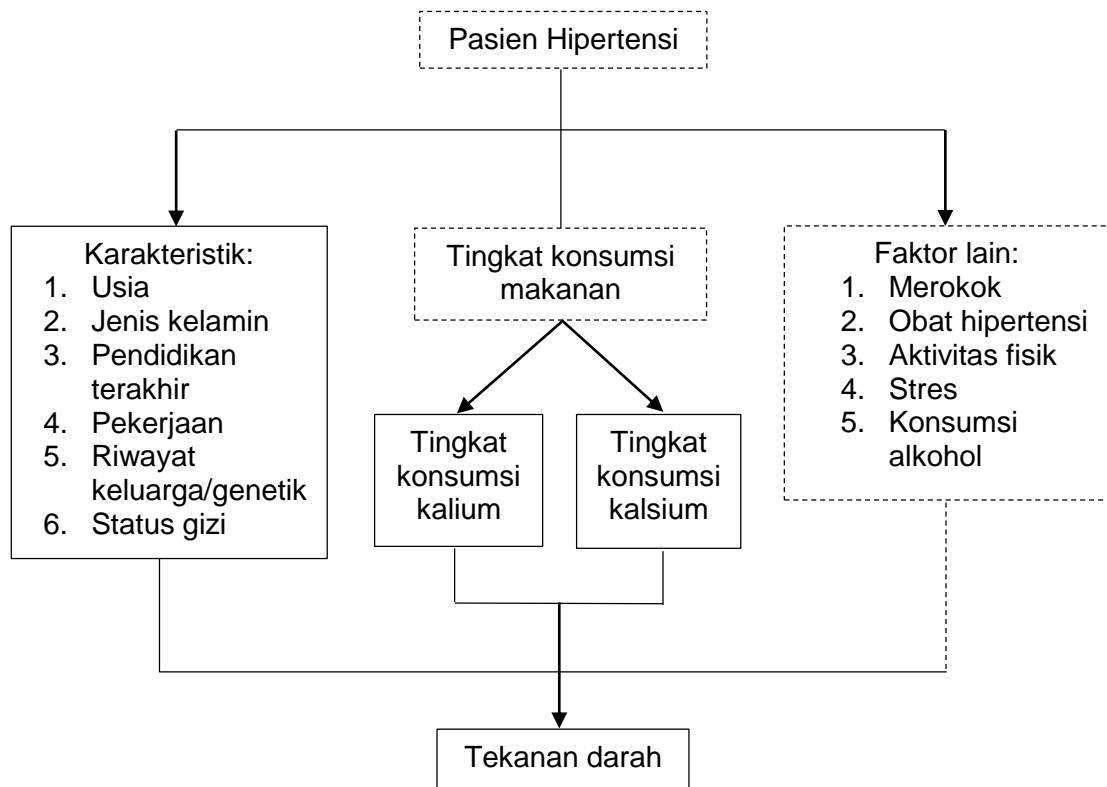 Pasien Hipertensi
Karakteristik:
1. Usia
2. Jenis kelamin
3. Pendidikan
terakhir
4. Pekerjaan
5. Riwayat
keluarga/genetik
6. Status gizi
Tingkat konsumsi
makanan
Tingkat
konsumsi
kalium
Tingkat
konsumsi
kalsium
Faktor lain:
1. Merokok
2. Obat hipertensi
3. Aktivitas fisik
4. Stres
5. Konsumsi
alkohol
Tekanan darah